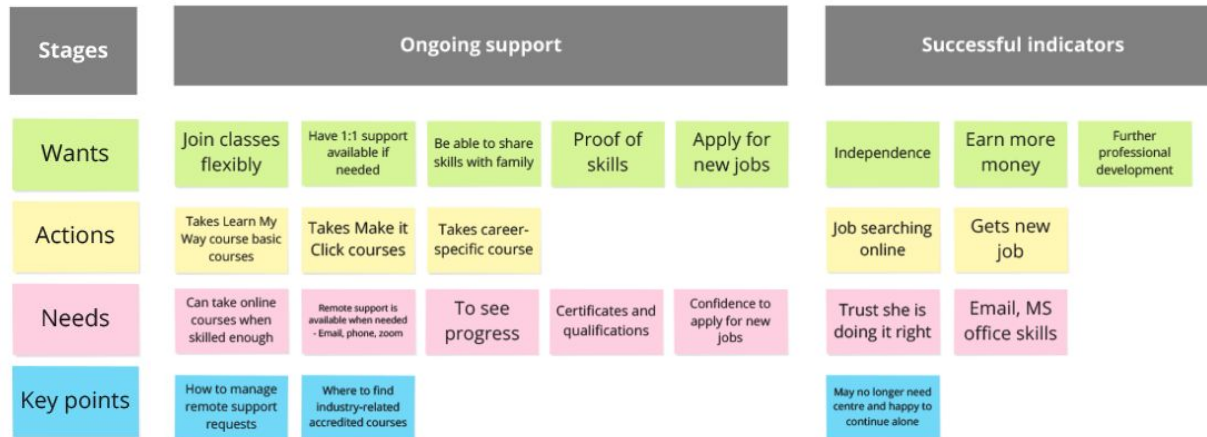 Stages
Ongoing support
Successful indicators
Wants
Join classes
flexibly
Have 1:1 support
available if
needed
Be able to share
skills with family
Proof of
skills
Apply for
new jobs
Independence
Earn more
money
Further
professional
development
Actions
Takes Learn My
Way course basic
courses
Takes Make it
Click courses
Takes career-
specific course
Job searching
online
Gets new
job
Needs
Can take online
courses when
skilled enough
Remote support is
available when needed
- Email, phone, zoom
To see
progress
Certificates and
qualifications
Confidence to
apply for new
jobs
Trust she is
doing it right
Email, MS
office skills
Key points
How to manage
remote support
requests
Where to find
industry-related
accredited courses
May no longer need
centre and happy to
continue alone